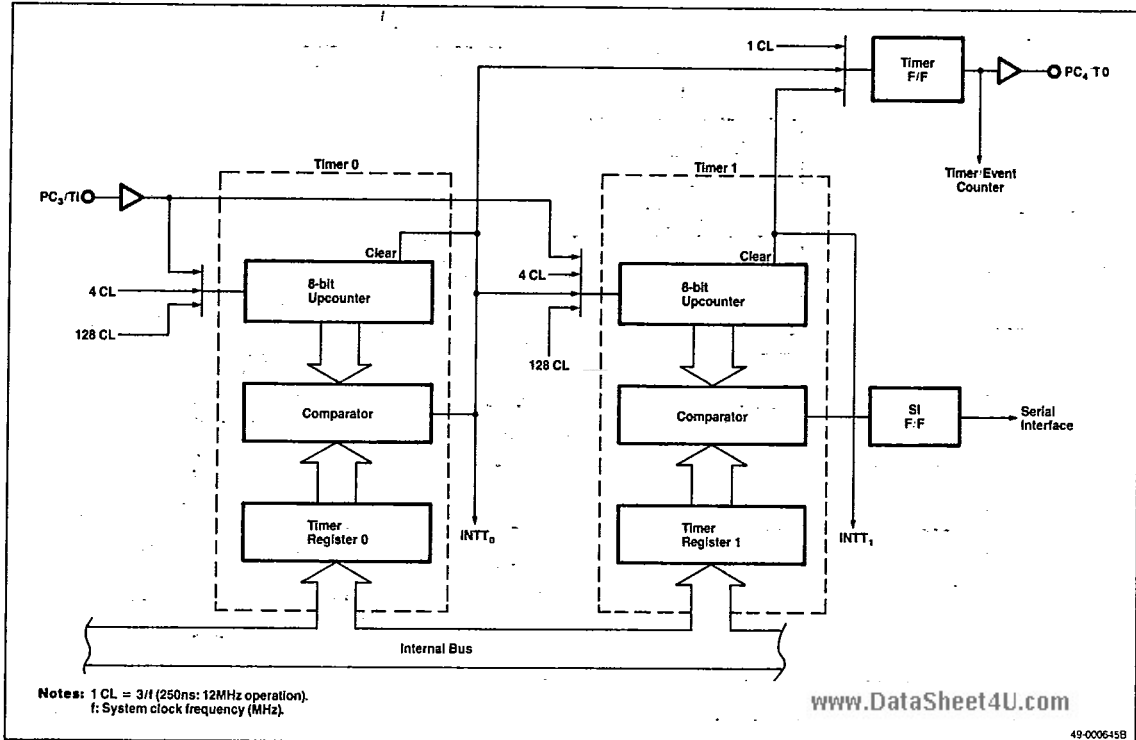 1 CL
Timer
F/F
PC₄ T0
Timer Event
Counter
Timer 0
Timer 1
PC₃/TI
Clear
Clear
4 CL
128 CL
8-bit
Upcounter
4 CL
128 CL
8-bit
Upcounter
Comparator
Comparator
SI
F/F
Serial
Interface
Timer
Register 0
INTT₀
Timer
Register 1
INTT₁
Internal Bus
Notes: 1 CL = 3/f (250ns: 12MHz operation).
f: System clock frequency (MHz).
www.DataSheet4U.com
49-000645B